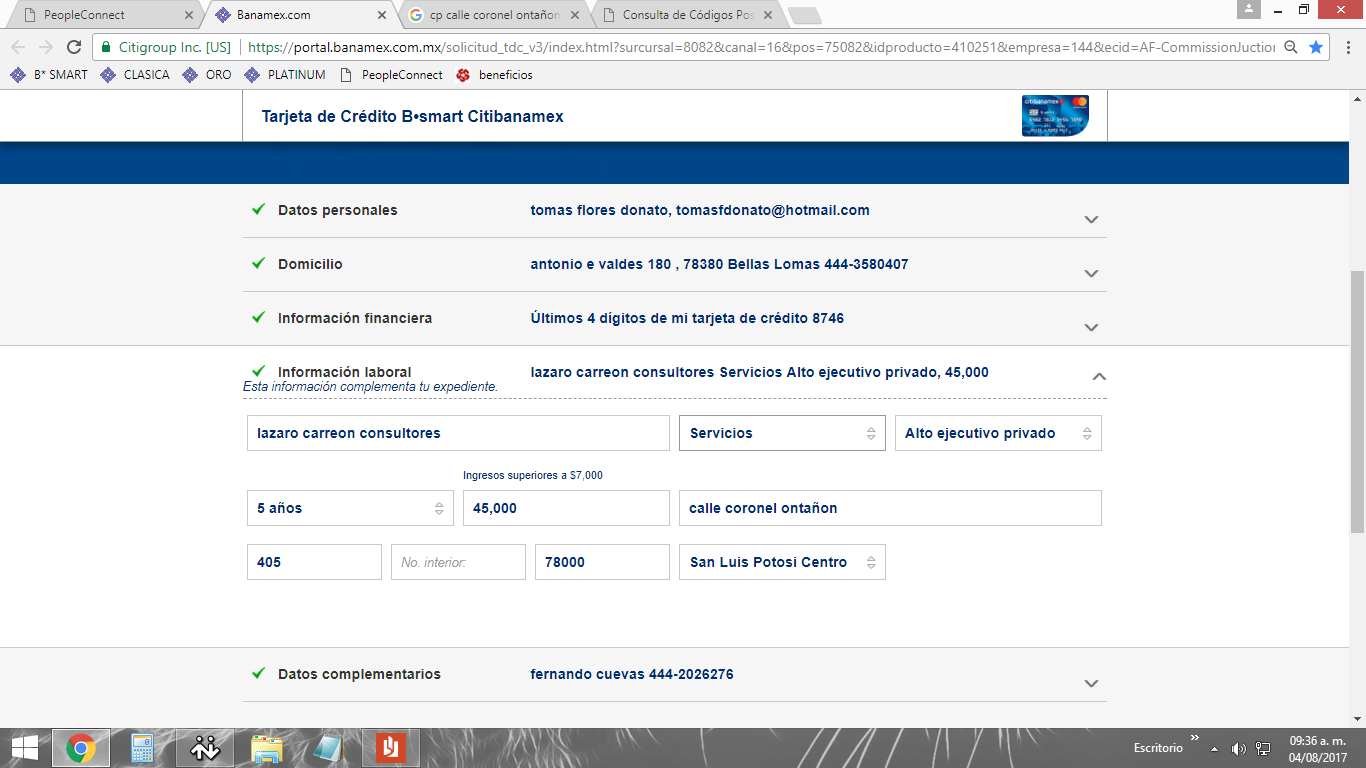 PeopleConnect
Banamex.com
cp calle coronel ontañon
Consulta de Códigos Pos
Citigroup Inc. [US]
https://portal.banamex.com.mx/solicitud_tdc_v3/index.html?sursucal=8082&canal=16&pos=75082&idproducto=410251&empresa=144&ecid=AF-CommissionJuction
B* SMART
CLASICA
ORO
PLATINUM
PeopleConnect
beneficios
Tarjeta de Crédito B•smart Citibanamex
citibanamex
Datos personales
tomas flores donato, tomasfdonato@hotmail.com
Domicilio
antonio e valdes 180 , 78380 Bellas Lomas 444-3580407
Información financiera
Últimos 4 dígitos de mi tarjeta de crédito 8746
Información laboral
lazaro carreon consultores Servicios Alto ejecutivo privado, 45,000
Esta información complementa tu expediente.
lazaro carreon consultores
Servicios
Alto ejecutivo privado
Ingresos superiores a $7,000
5 años
45,000
calle coronel ontañon
405
No. interior:
78000
San Luis Potosi Centro
Datos complementarios
fernando cuevas 444-2026276
Escritorio
09:36 a. m.
04/08/2017